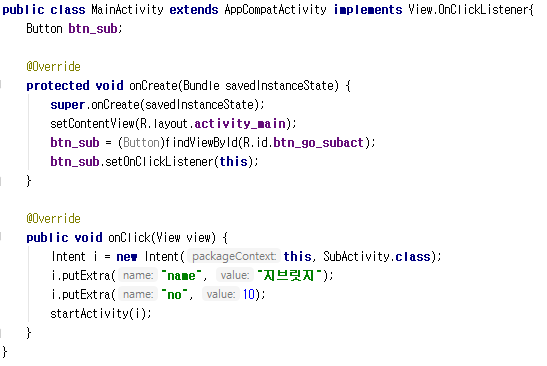 public class MainActivity extends AppCompatActivity implements View.OnClickListener{
    Button btn_sub;

    @Override
    protected void onCreate(Bundle savedInstanceState) {
        super.onCreate(savedInstanceState);
        setContentView(R.layout.activity_main);
        btn_sub = (Button)findViewById(R.id.btn_go_subact);
        btn_sub.setOnClickListener(this);
    }

    @Override
    public void onClick(View view) {
        Intent i = new Intent( packageContext: this, SubActivity.class);
        i.putExtra( name: "name", value: "지브릿지");
        i.putExtra( name: "no", value: 10);
        startActivity(i);
    }
}